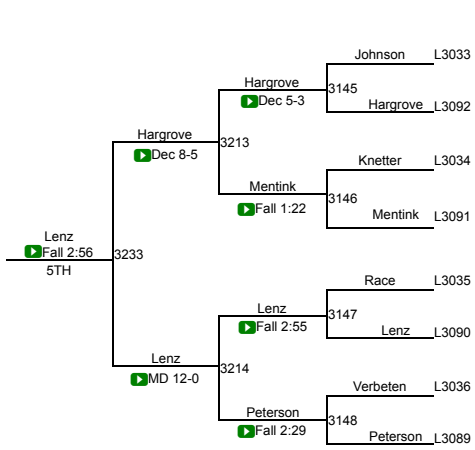 Johnson L3033
Hargrove
Dec 5-3
3145
Hargrove L3092
Hargrove
Dec 8-5
3213
Knetter L3034
Mentink
Fall 1:22
3146
Mentink L3091
Lenz
Fall 2:56
5TH
3233
Race L3035
Lenz
Fall 2:55
3147
Lenz L3090
Lenz
MD 12-0
3214
Verbeten L3036
Peterson
Fall 2:29
3148
Peterson L3089